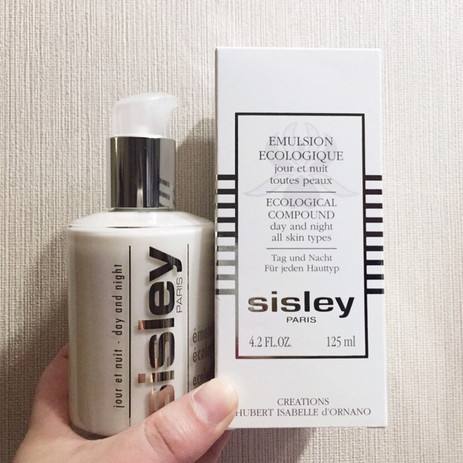 jour et nuit - day and night
sisley
PARIS
sisley
EMULSION
ECOLOGIQUE
jour et nuit
toutes peaux
ECOLOGICAL
COMPOUND
day and night
all skin types
Tag und Nacht
Für jeden Hauttyp
sisley
PARIS
4.2 FL.OZ. 125 ml
CREATIONS
HUBERT ISABELLE d'ORNANO